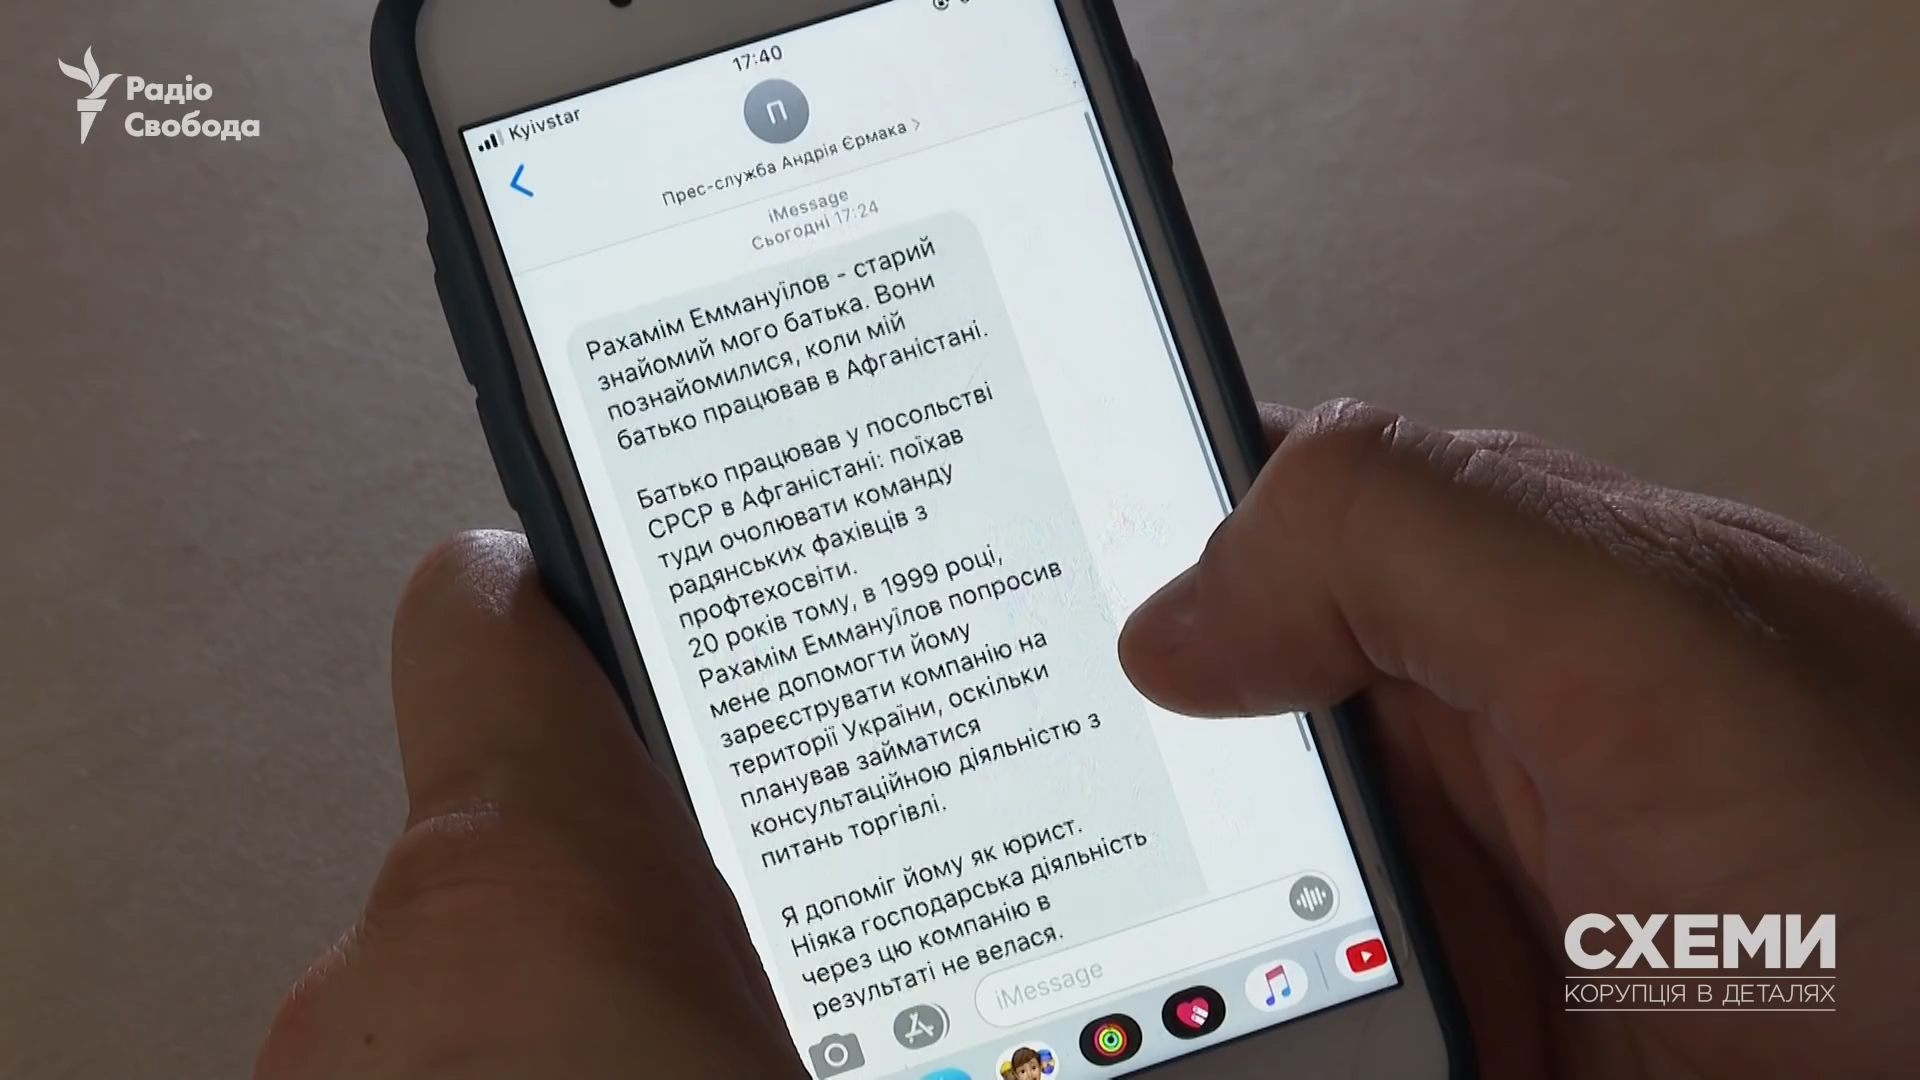 Радіо
Свобода
17:40
Kyivstar
П
Прес-служба Андрія Єрмака >
iMessage
Сьогодні 17:24
Рахамім Еммануїлов - старий
знайомий мого батька. Вони
познайомилися, коли мій
батько працював в Афганістані.
Батько працював у посольстві
СРСР в Афганістані: поїхав
туди очолювати команду
радянських фахівців з
профтехосвіти.
20 років тому, в 1999 році,
Рахамім Еммануїлов попросив
мене допомогти йому
зареєструвати компанію на
території України, оскільки
планував займатися
консультаційною діяльністю з
питань торгівлі.
Я допоміг йому як юрист.
Ніяка господарська діяльність
через цю компанію в
результаті не велася.
iMessage
СХЕМИ
КОРУПЦІЯ В ДЕТАЛЯХ